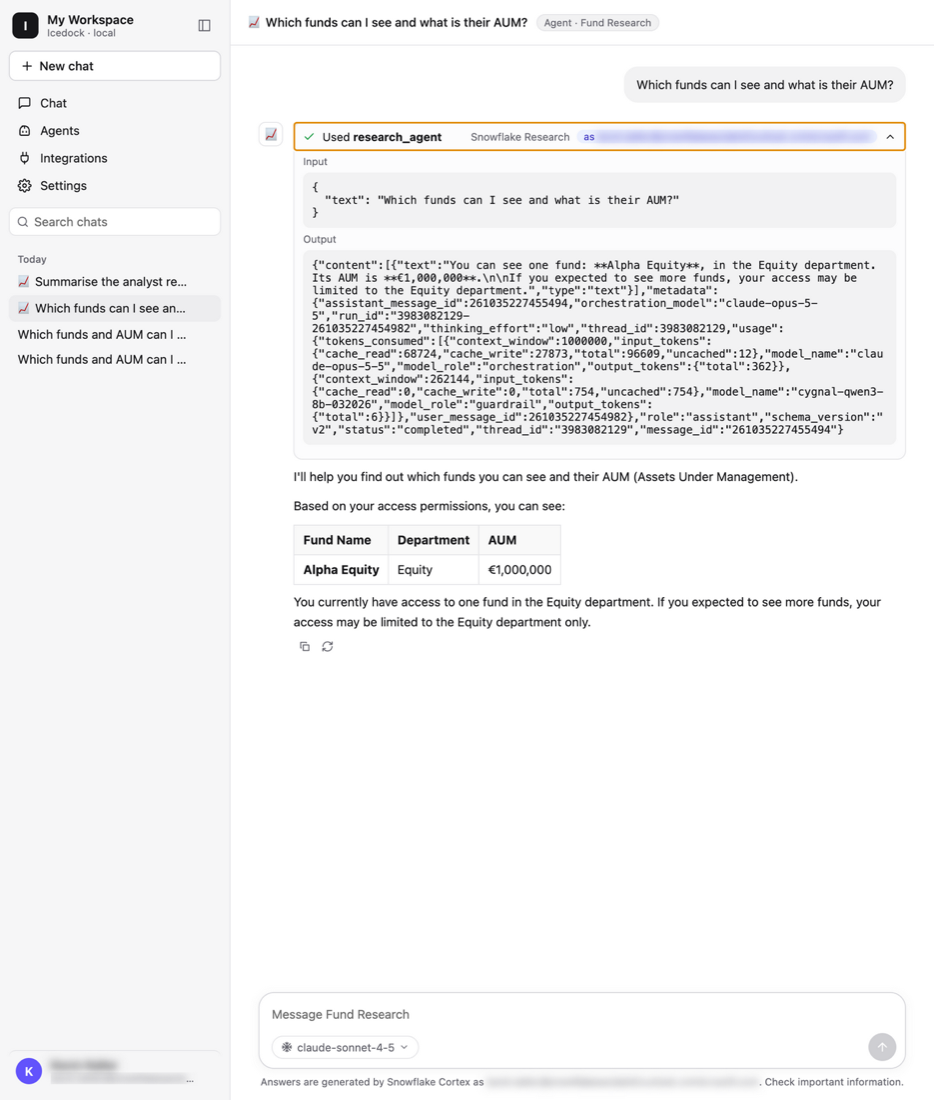 I
My Workspace
Icedock · local
New chat
Chat
Agents
Integrations
Settings
Search chats
Today
📈 Summarise the analyst re...
📈 Which funds can I see an...
Which funds and AUM can I ...
Which funds and AUM can I ...
K
...
📈 Which funds can I see and what is their AUM?
Agent · Fund Research
Which funds can I see and what is their AUM?
Used research_agent Snowflake Research as
Input
{
"text": "Which funds can I see and what is their AUM?"
}
Output
{"content":[{"text":"You can see one fund: **Alpha Equity**, in the Equity department.
Its AUM is **€1,000,000**.\n\nIf you expected to see more funds, your access may be
limited to the Equity department.","type":"text"}],"metadata":
{"assistant_message_id":261035227455494,"orchestration_model":"claude-opus-5-
5","run_id":"3983082129-
261035227454982","thinking_effort":"low","thread_id":3983082129,"usage":
{"tokens_consumed":[{"context_window":1000000,"input_tokens":
{"cache_read":68724,"cache_write":27873,"total":96609,"uncached":12},"model_name":"clau
de-opus-5-5","model_role":"orchestration","output_tokens":{"total":362}},
{"context_window":262144,"input_tokens":
{"cache_read":0,"cache_write":0,"total":754,"uncached":754},"model_name":"cygnal-qwen3-
8b-032026","model_role":"guardrail","output_tokens":
{"total":6}}]},"user_message_id":261035227454982},"role":"assistant","schema_version":"
v2","status":"completed","thread_id":"3983082129","message_id":"261035227455494"}
I'll help you find out which funds you can see and their AUM (Assets Under Management).
Based on your access permissions, you can see:
Fund Name Department AUM
Alpha Equity Equity €1,000,000
You currently have access to one fund in the Equity department. If you expected to see more funds, your
access may be limited to the Equity department only.
Message Fund Research
claude-sonnet-4-5
Answers are generated by Snowflake Cortex as . Check important information.